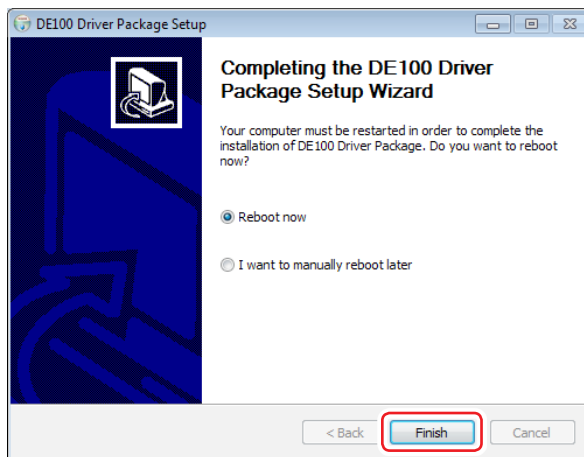 DE100 Driver Package Setup
Completing the DE100 Driver
Package Setup Wizard
Your computer must be restarted in order to complete the
installation of DE100 Driver Package. Do you want to reboot
now?
Reboot now
I want to manually reboot later
< Back Finish Cancel